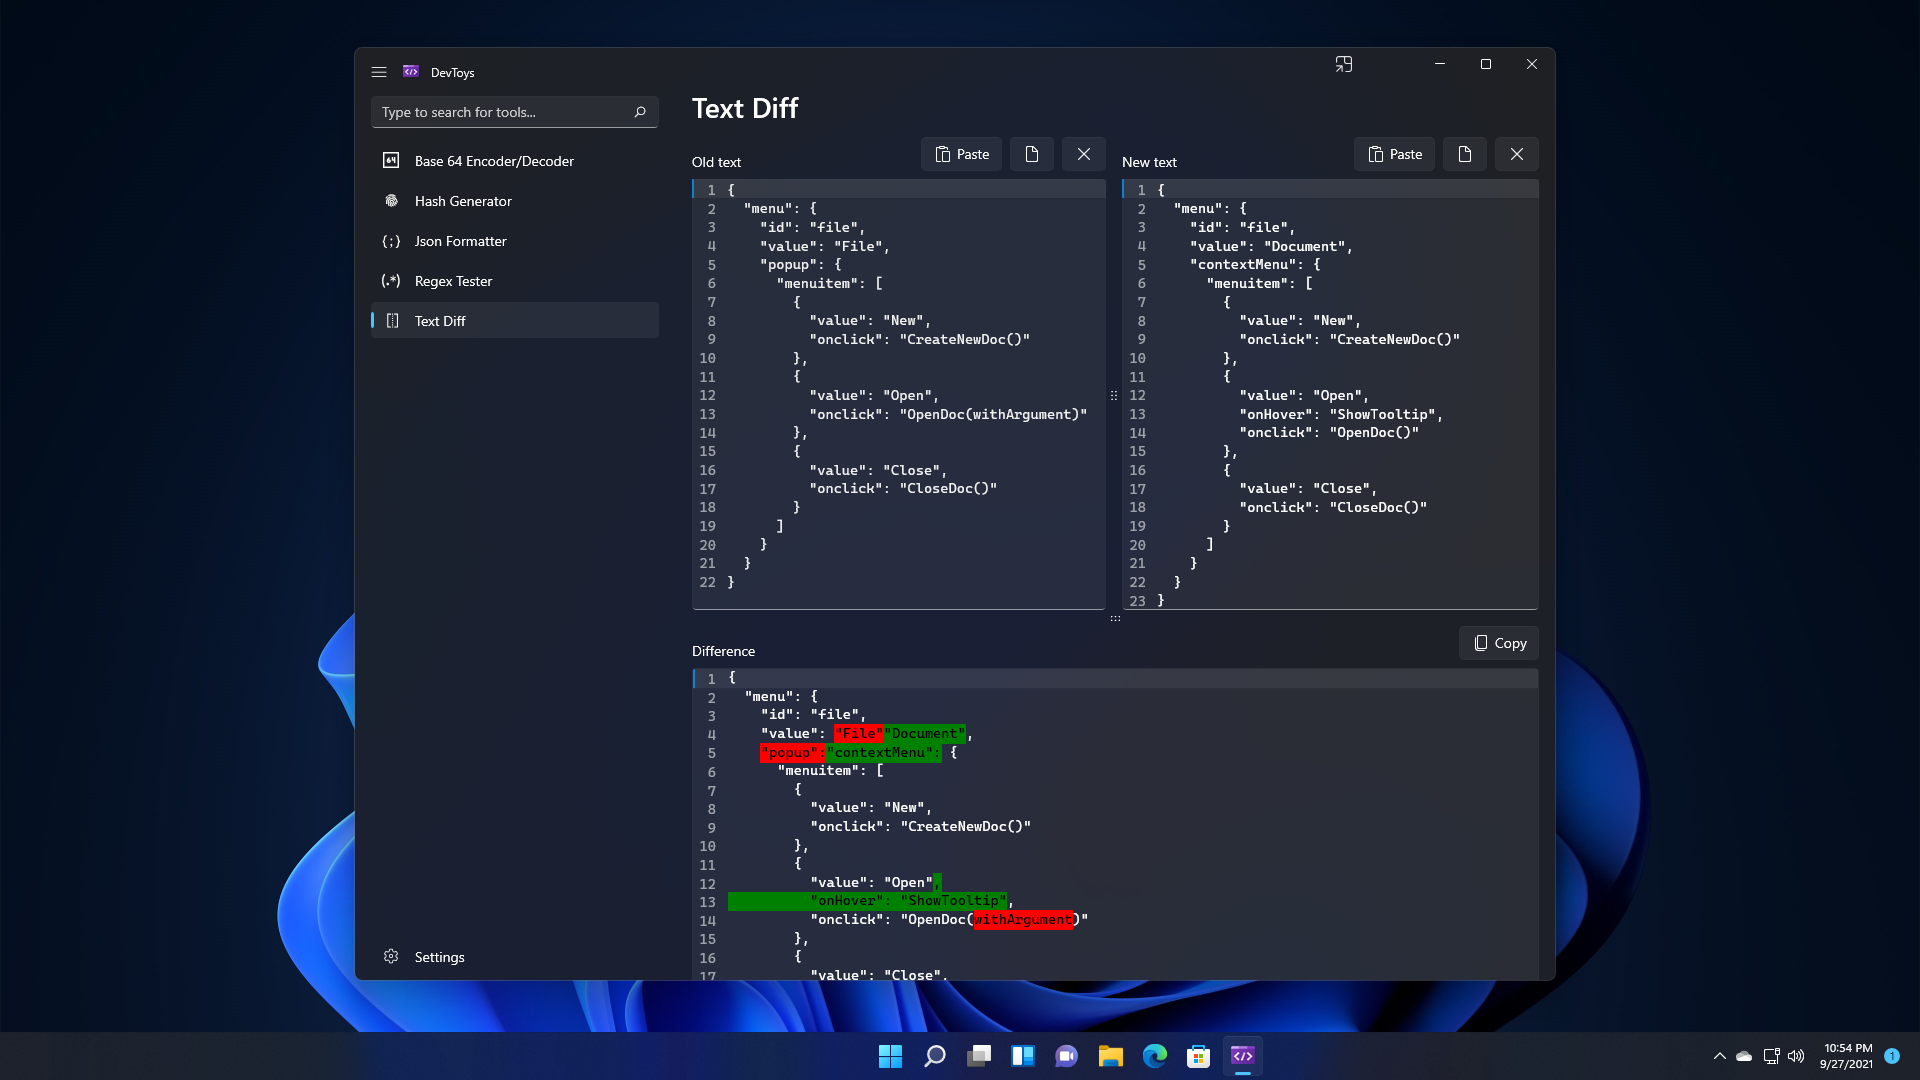 DevToys
Type to search for tools...
64 Base 64 Encoder/Decoder
Hash Generator
{;} Json Formatter
(.*) Regex Tester
Text Diff
Settings
Text Diff
Old text
Paste
1 {
2   "menu": {
3     "id": "file",
4     "value": "File",
5     "popup": {
6       "menuitem": [
7         {
8           "value": "New",
9           "onclick": "CreateNewDoc()"
10         },
11         {
12           "value": "Open",
13           "onclick": "OpenDoc(withArgument)"
14         },
15         {
16           "value": "Close",
17           "onclick": "CloseDoc()"
18         }
19       ]
20     }
21   }
22 }
New text
Paste
1 {
2   "menu": {
3     "id": "file",
4     "value": "Document",
5     "contextMenu": {
6       "menuitem": [
7         {
8           "value": "New",
9           "onclick": "CreateNewDoc()"
10         },
11         {
12           "value": "Open",
13           "onHover": "ShowTooltip",
14           "onclick": "OpenDoc()"
15         },
16         {
17           "value": "Close",
18           "onclick": "CloseDoc()"
19         }
20       ]
21     }
22   }
23 }
Difference
Copy
1 {
2   "menu": {
3     "id": "file",
4     "value": "File""Document",
5     "popup":"contextMenu": {
6       "menuitem": [
7         {
8           "value": "New",
9           "onclick": "CreateNewDoc()"
10         },
11         {
12           "value": "Open",
13           "onHover": "ShowTooltip",
14           "onclick": "OpenDoc(withArgument)"
15         },
16         {
17           "value": "Close",
10:54 PM
9/27/2021
1